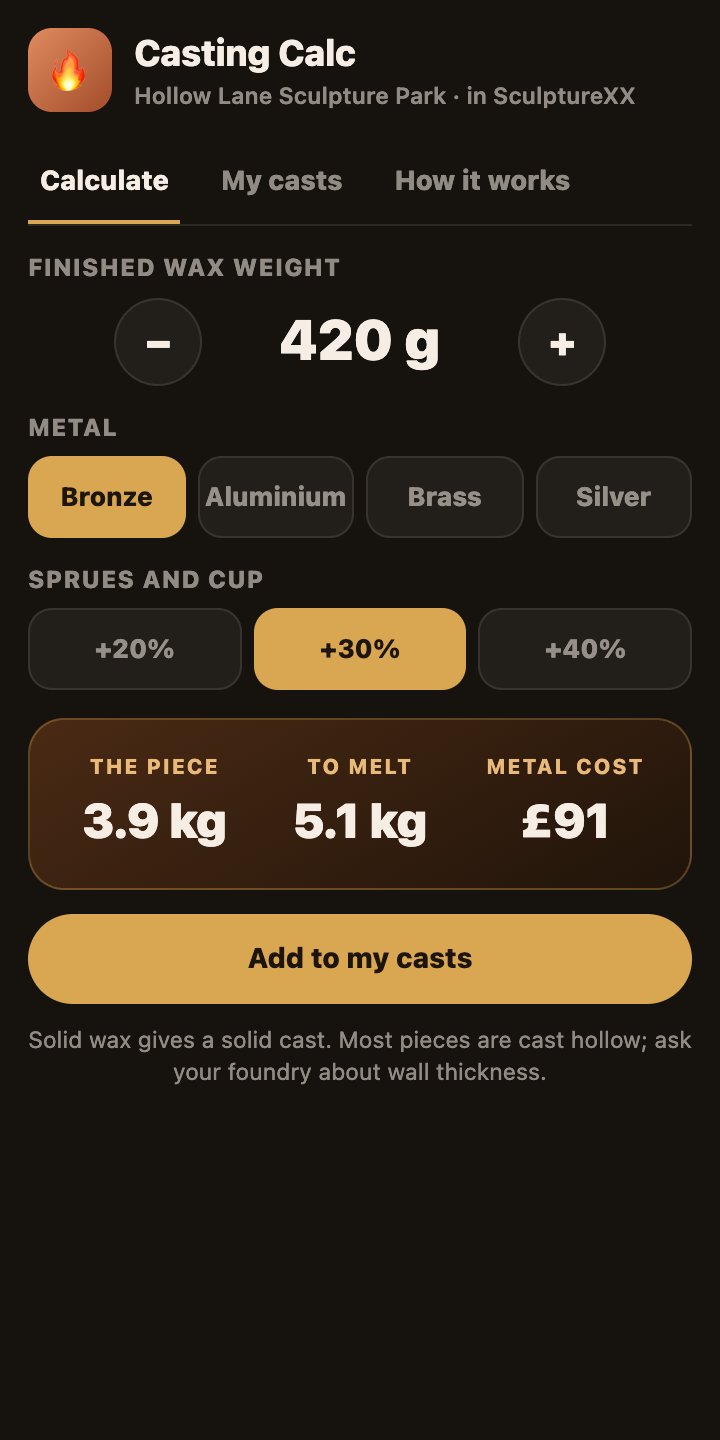 Casting Calc
Hollow Lane Sculpture Park · in SculptureXX
Calculate My casts How it works
FINISHED WAX WEIGHT
− 420 g +
METAL
Bronze Aluminium Brass Silver
SPRUES AND CUP
+20% +30% +40%
THE PIECE TO MELT METAL COST
3.9 kg 5.1 kg £91
Add to my casts
Solid wax gives a solid cast. Most pieces are cast hollow; ask
your foundry about wall thickness.